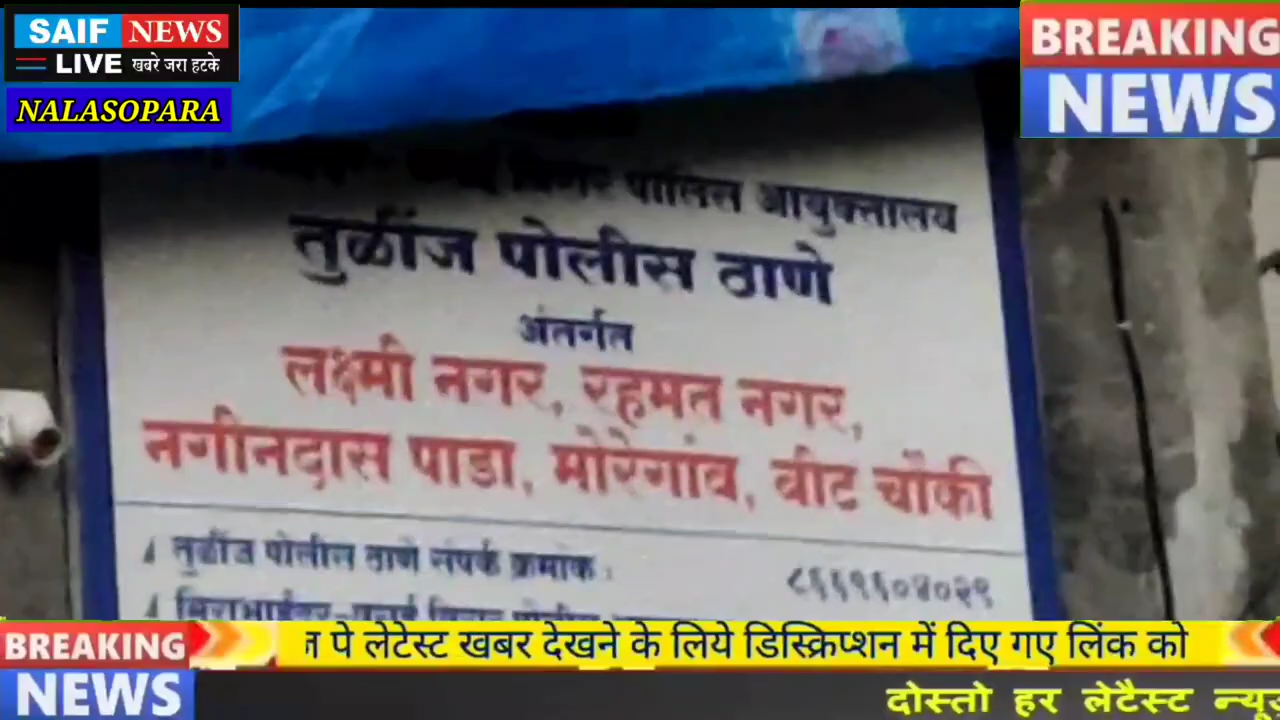 SAIF NEWS
LIVE खबरे जरा हटके
NALASOPARA
BREAKING
NEWS
पोलिस आयुक्तालय
तुळींज पोलीस ठाणे
अंतर्गत
लक्ष्मी नगर, रहमत नगर,
नगीनदास पाडा, मोरेगांव, बीट चौकी
तुळींज पोलीस ठाणे संपर्क क्रमांक :
BREAKING
NEWS
पे लेटेस्ट खबर देखने के लिये डिस्क्रिप्शन में दिए गए लिंक को
दोस्तो हर लेटैस्ट न्यूज